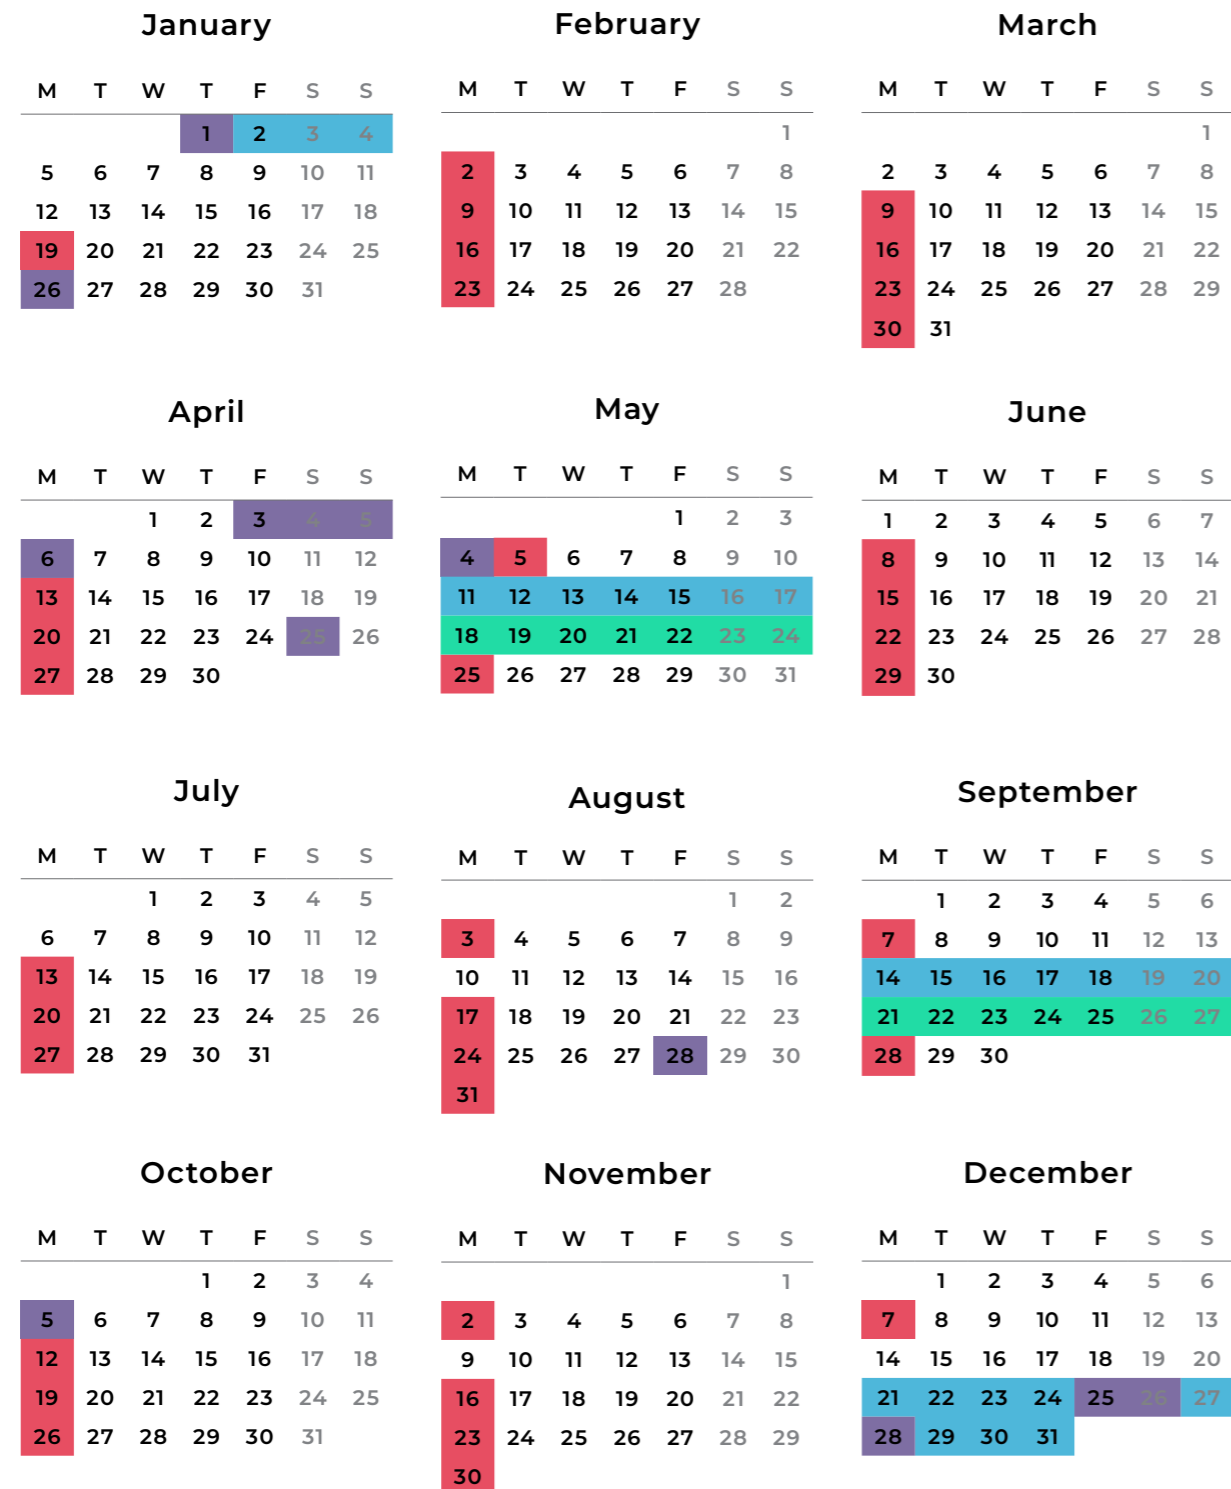 January
M T W T F S S
1 2 3 4
5 6 7 8 9 10 11
12 13 14 15 16 17 18
19 20 21 22 23 24 25
26 27 28 29 30 31
February
M T W T F S S
1
2 3 4 5 6 7 8
9 10 11 12 13 14 15
16 17 18 19 20 21 22
23 24 25 26 27 28
March
M T W T F S S
1
2 3 4 5 6 7 8
9 10 11 12 13 14 15
16 17 18 19 20 21 22
23 24 25 26 27 28 29
30 31
April
M T W T F S S
1 2 3 4 5
6 7 8 9 10 11 12
13 14 15 16 17 18 19
20 21 22 23 24 25 26
27 28 29 30
May
M T W T F S S
1 2 3
4 5 6 7 8 9 10
11 12 13 14 15 16 17
18 19 20 21 22 23 24
25 26 27 28 29 30 31
June
M T W T F S S
1 2 3 4 5 6 7
8 9 10 11 12 13 14
15 16 17 18 19 20 21
22 23 24 25 26 27 28
29 30
July
M T W T F S S
1 2 3 4 5
6 7 8 9 10 11 12
13 14 15 16 17 18 19
20 21 22 23 24 25 26
27 28 29 30 31
August
M T W T F S S
1 2
3 4 5 6 7 8 9
10 11 12 13 14 15 16
17 18 19 20 21 22 23
24 25 26 27 28 29 30
31
September
M T W T F S S
1 2 3 4 5 6
7 8 9 10 11 12 13
14 15 16 17 18 19 20
21 22 23 24 25 26 27
28 29 30
October
M T W T F S S
1 2 3 4
5 6 7 8 9 10 11
12 13 14 15 16 17 18
19 20 21 22 23 24 25
26 27 28 29 30 31
November
M T W T F S S
1
2 3 4 5 6 7 8
9 10 11 12 13 14 15
16 17 18 19 20 21 22
23 24 25 26 27 28 29
30
December
M T W T F S S
1 2 3 4 5 6
7 8 9 10 11 12 13
14 15 16 17 18 19 20
21 22 23 24 25 26 27
28 29 30 31